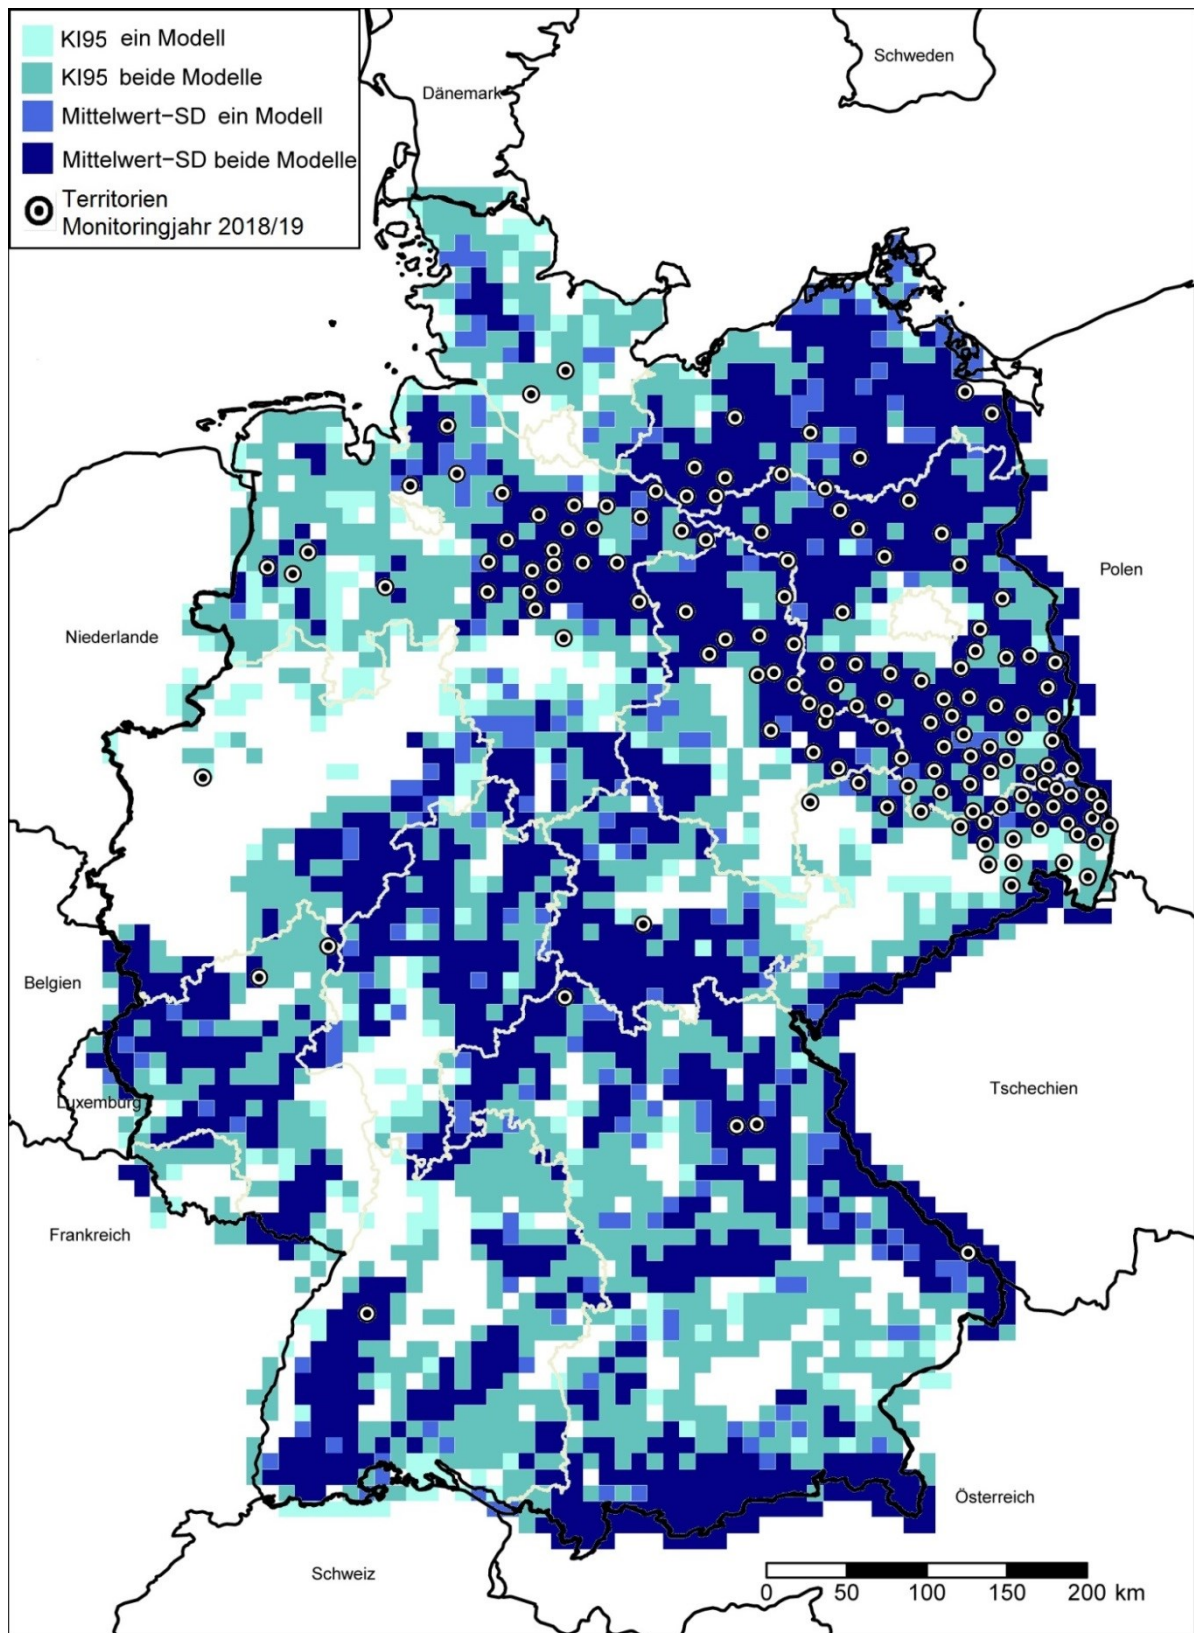 KI95 ein Modell
KI95 beide Modelle
Mittelwert−SD ein Modell
Mittelwert−SD beide Modelle
Territorien
Monitoringjahr 2018/19
Schweden
Dänemark
Polen
Niederlande
Belgien
Luxemburg
Tschechien
Frankreich
Österreich
Schweiz
0 50 100 150 200 km